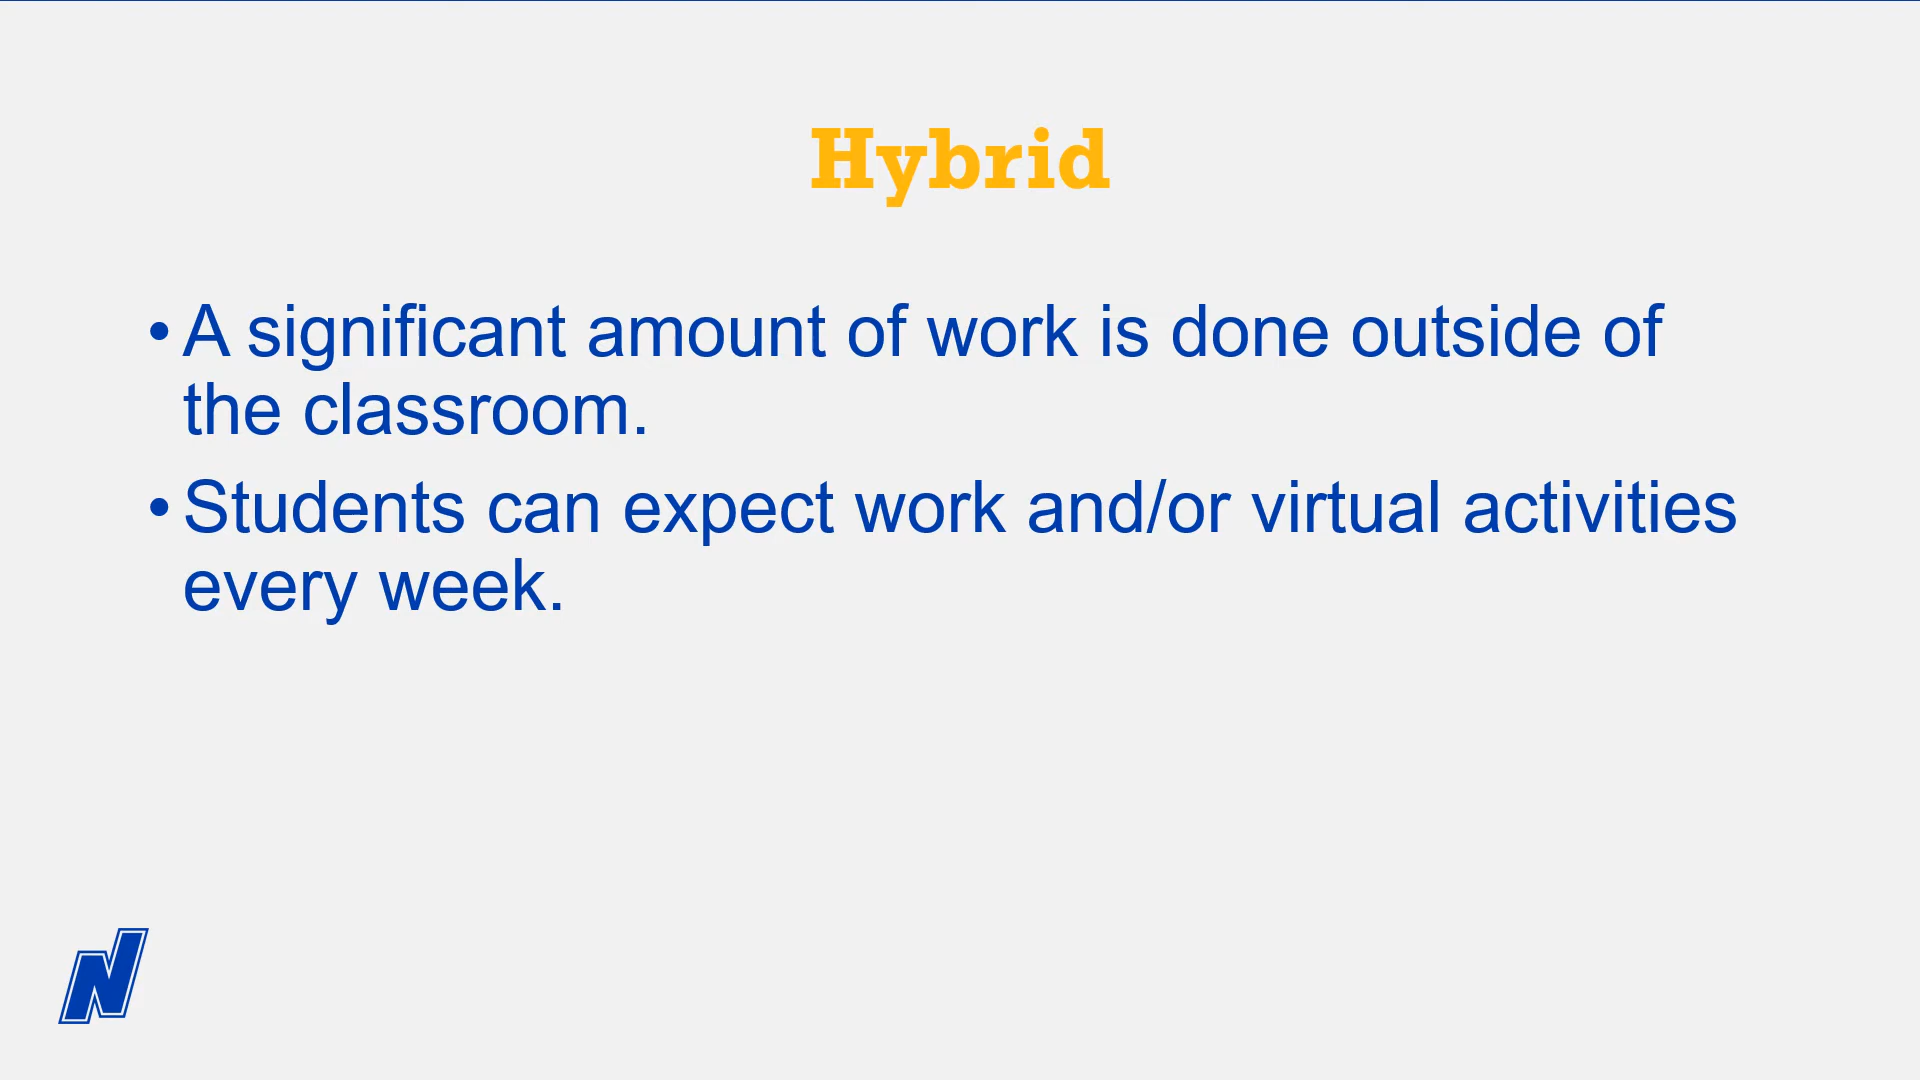 Hybrid
• A significant amount of work is done outside of
the classroom.
• Students can expect work and/or virtual activities
every week.
N